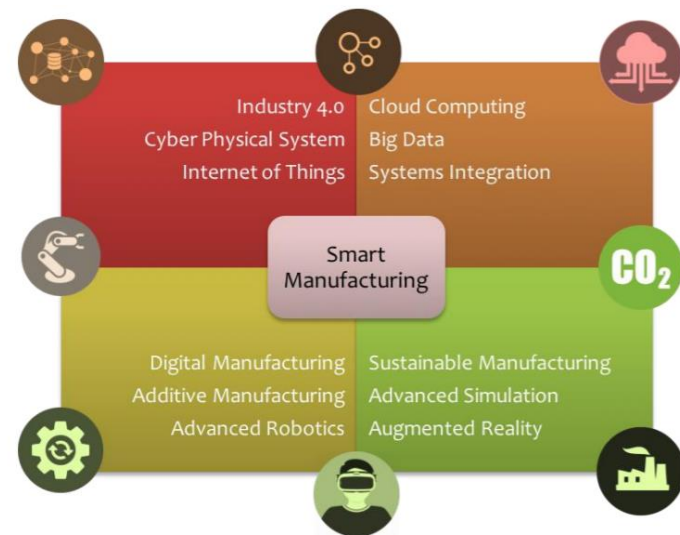 Industry 4.0
Cyber Physical System
Internet of Things
Cloud Computing
Big Data
Systems Integration
Smart
Manufacturing
CO₂
Digital Manufacturing
Additive Manufacturing
Advanced Robotics
Sustainable Manufacturing
Advanced Simulation
Augmented Reality